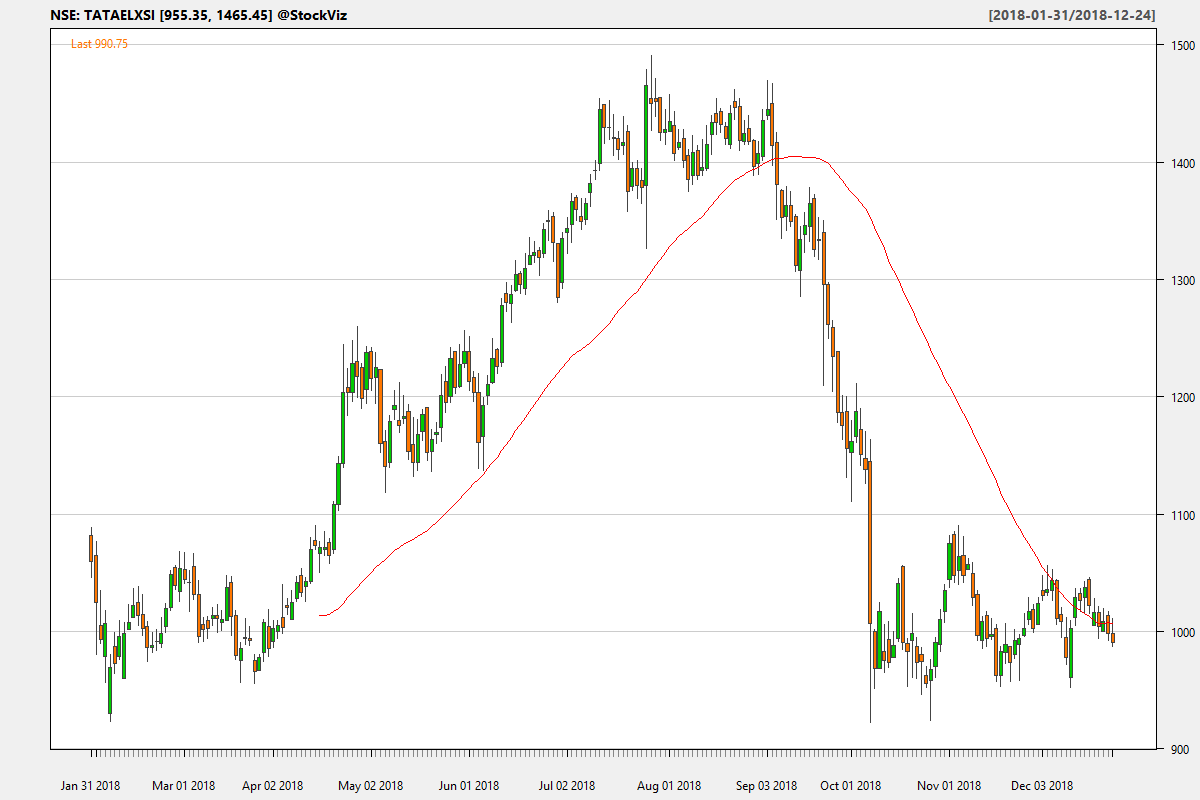 NSE: TATAELXSI [955.35, 1465.45] @StockViz
[2018-01-31/2018-12-24]
Last 990.75
1500
1400
1300
1200
1100
1000
900
Jan 31 2018
Mar 01 2018
Apr 02 2018
May 02 2018
Jun 01 2018
Jul 02 2018
Aug 01 2018
Sep 03 2018
Oct 01 2018
Nov 01 2018
Dec 03 2018